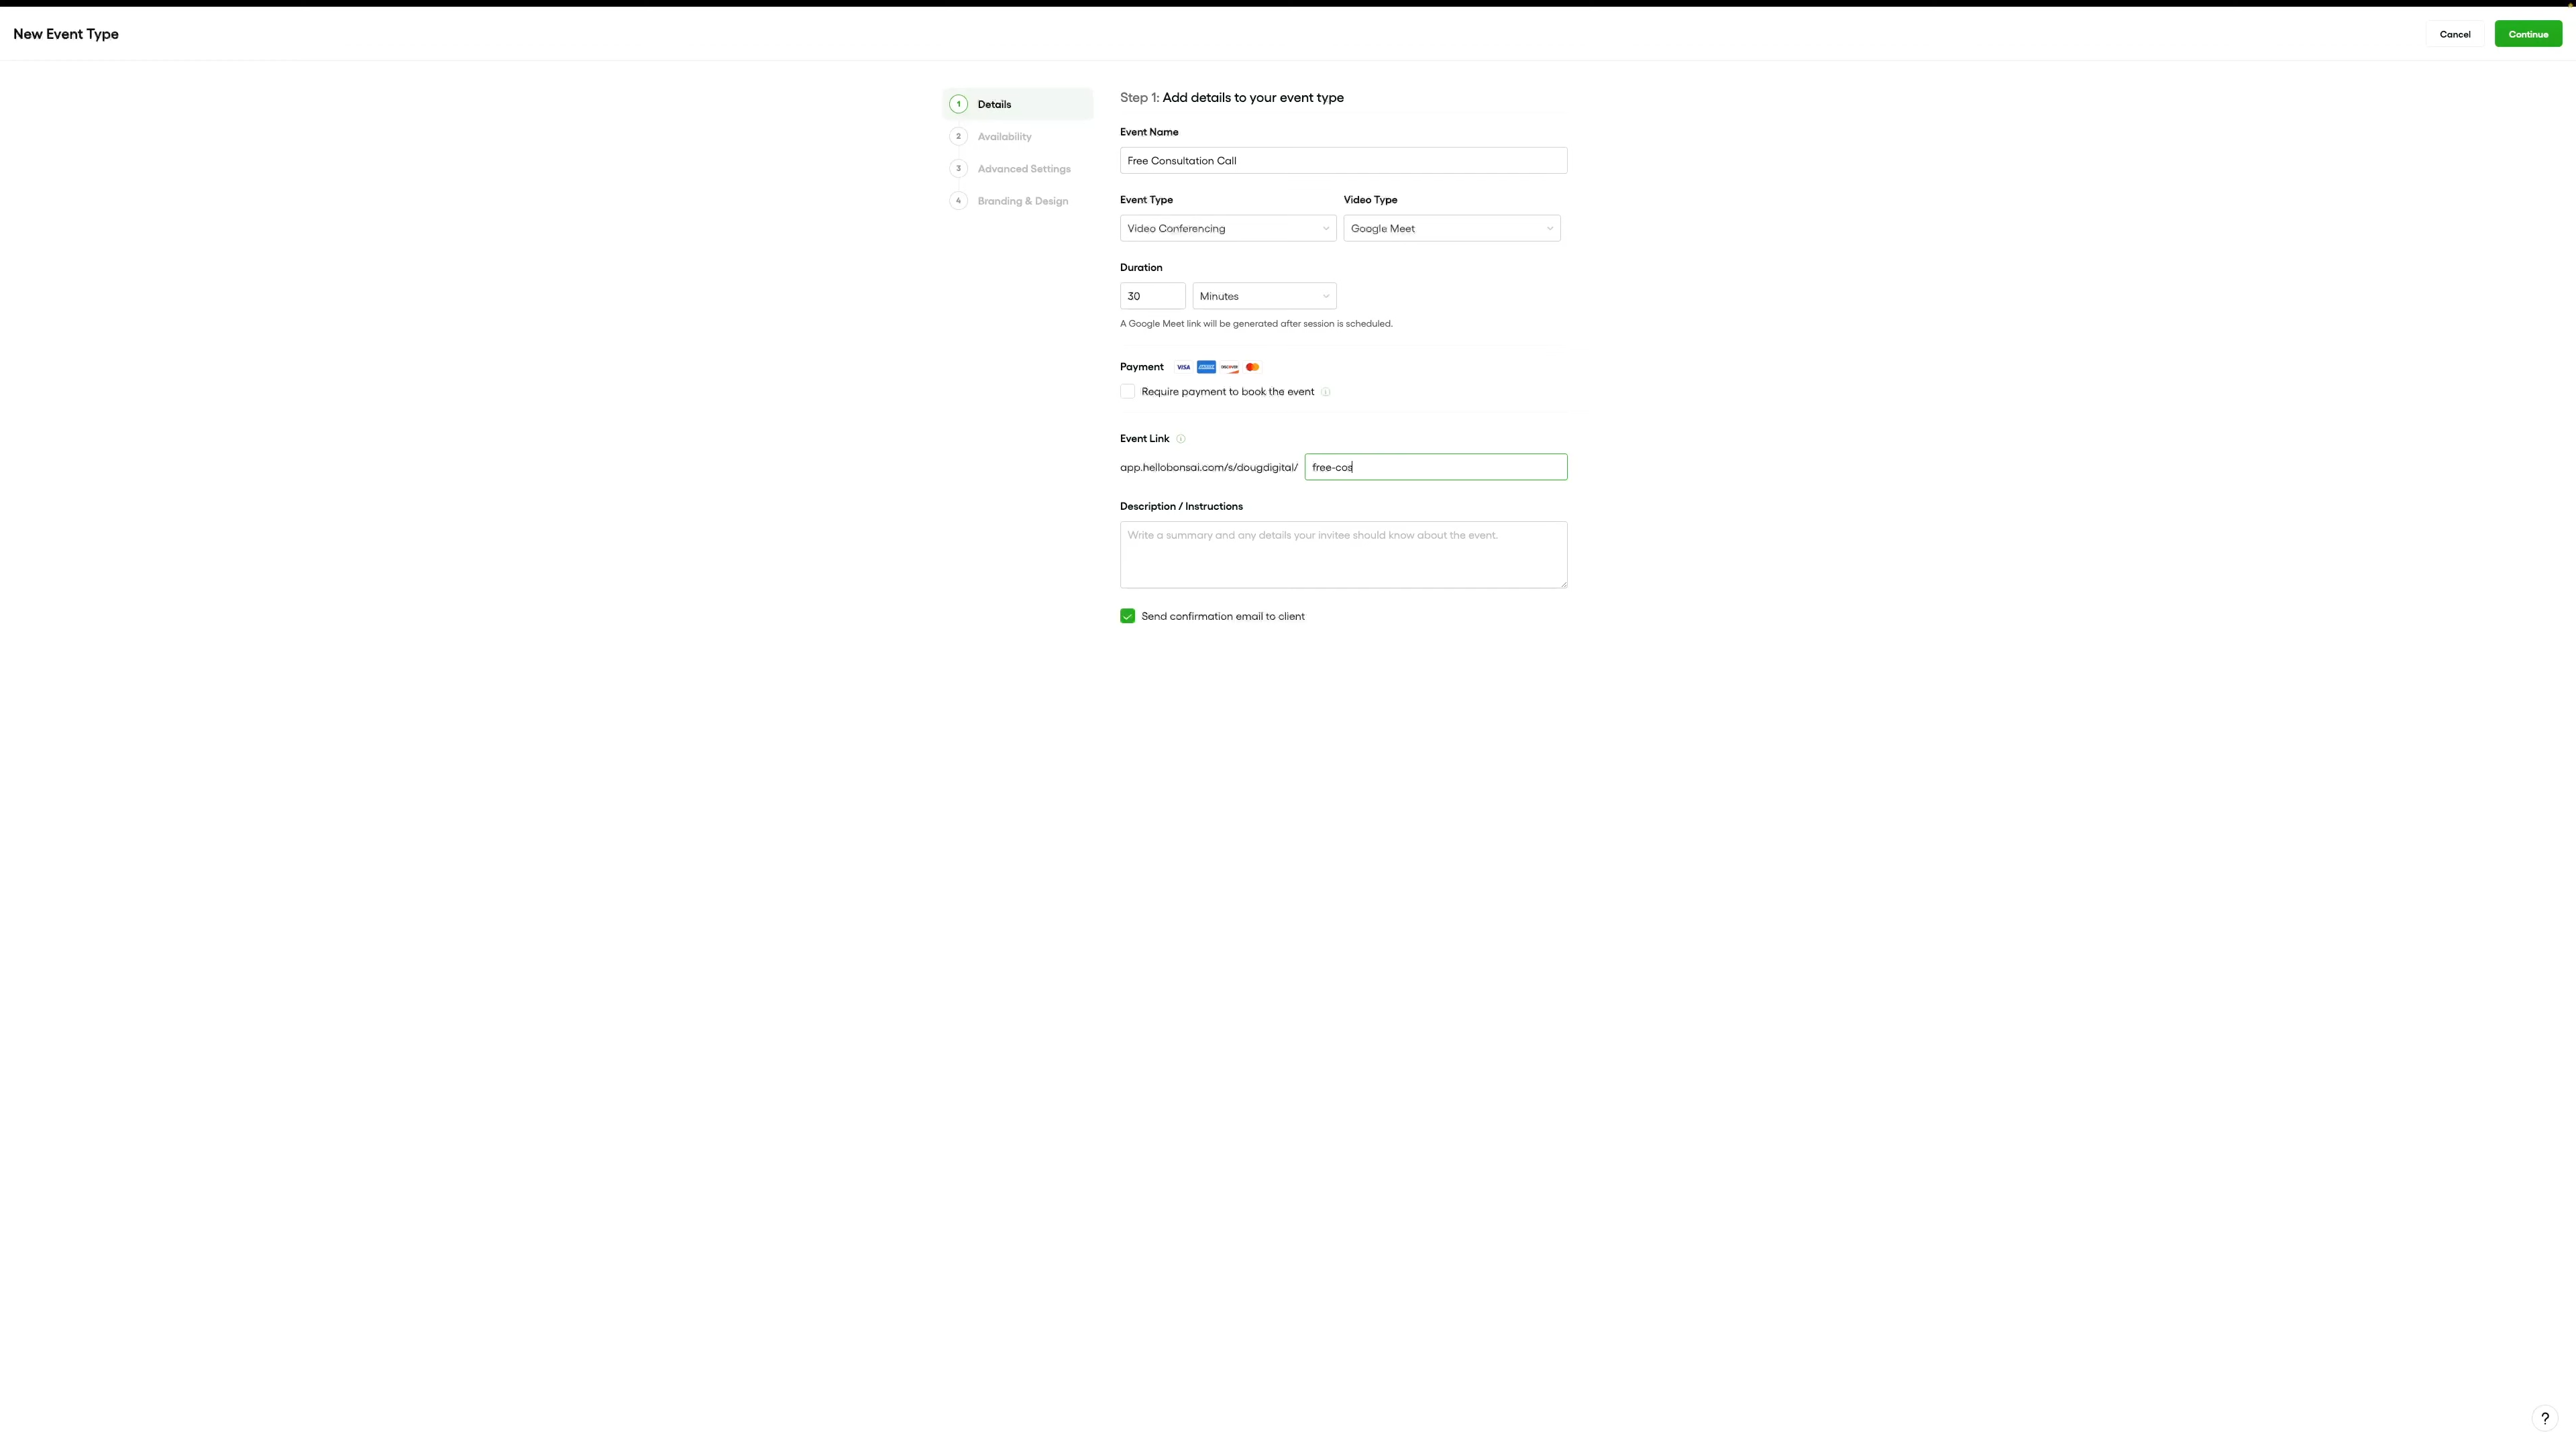 New Event Type
Cancel
Continue
1 Details
2 Availability
3 Advanced Settings
4 Branding & Design
Step 1: Add details to your event type
Event Name
Free Consultation Call
Event Type Video Type
Video Conferencing Google Meet
Duration
30 Minutes
A Google Meet link will be generated after session is scheduled.
Payment VISA DISCOVER
Require payment to book the event
Event Link
app.hellobonsai.com/s/dougdigital/ free-cos
Description / Instructions
Write a summary and any details your invitee should know about the event.
Send confirmation email to client
?